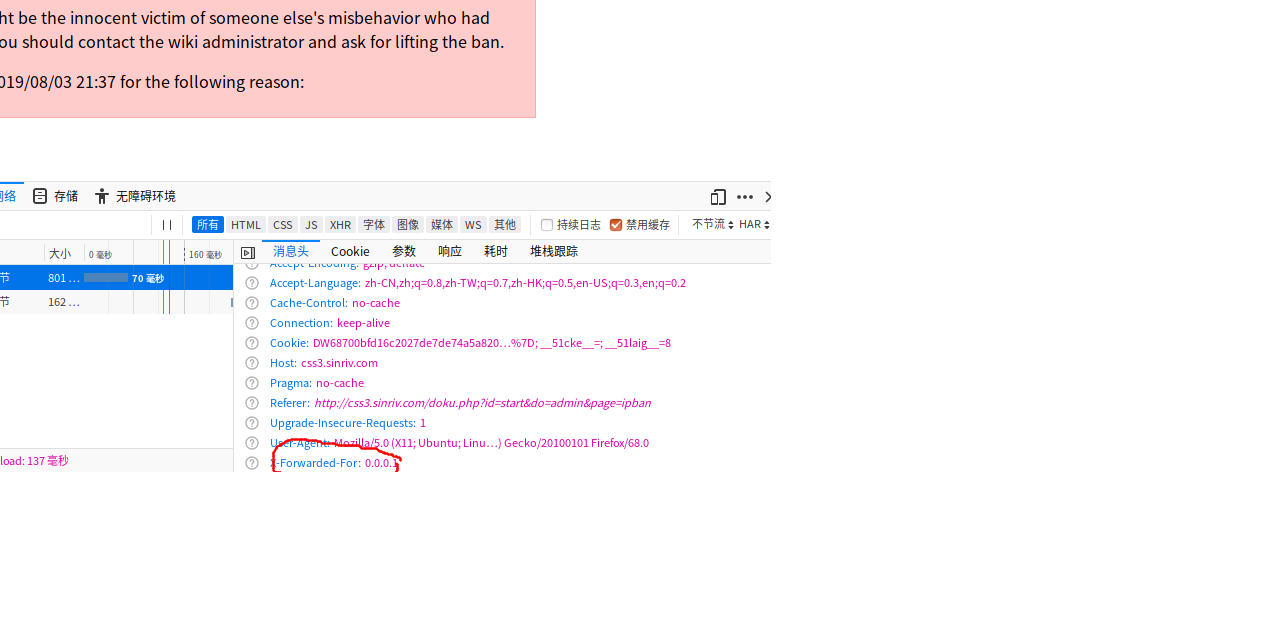 ht be the innocent victim of someone else's misbehavior who had
ou should contact the wiki administrator and ask for lifting the ban.
019/08/03 21:37 for the following reason:
网络 存储 无障碍环境
所有 HTML CSS JS XHR 字体 图像 媒体 WS 其他 持续日志 禁用缓存 不节流 HAR
大小 0 毫秒 160 毫秒 消息头 Cookie 参数 响应 耗时 堆栈跟踪
节 801 … 70 毫秒
节 162 …
Accept-Encoding: gzip, deflate
Accept-Language: zh-CN,zh;q=0.8,zh-TW;q=0.7,zh-HK;q=0.5,en-US;q=0.3,en;q=0.2
Cache-Control: no-cache
Connection: keep-alive
Cookie: DW68700bfd16c2027de7de74a5a820…%7D; __51cke__=; __51laig__=8
Host: css3.sinriv.com
Pragma: no-cache
Referer: http://css3.sinriv.com/doku.php?id=start&do=admin&page=ipban
Upgrade-Insecure-Requests: 1
User-Agent: Mozilla/5.0 (X11; Ubuntu; Linu…) Gecko/20100101 Firefox/68.0
X-Forwarded-For: 0.0.0.1
load: 137 毫秒